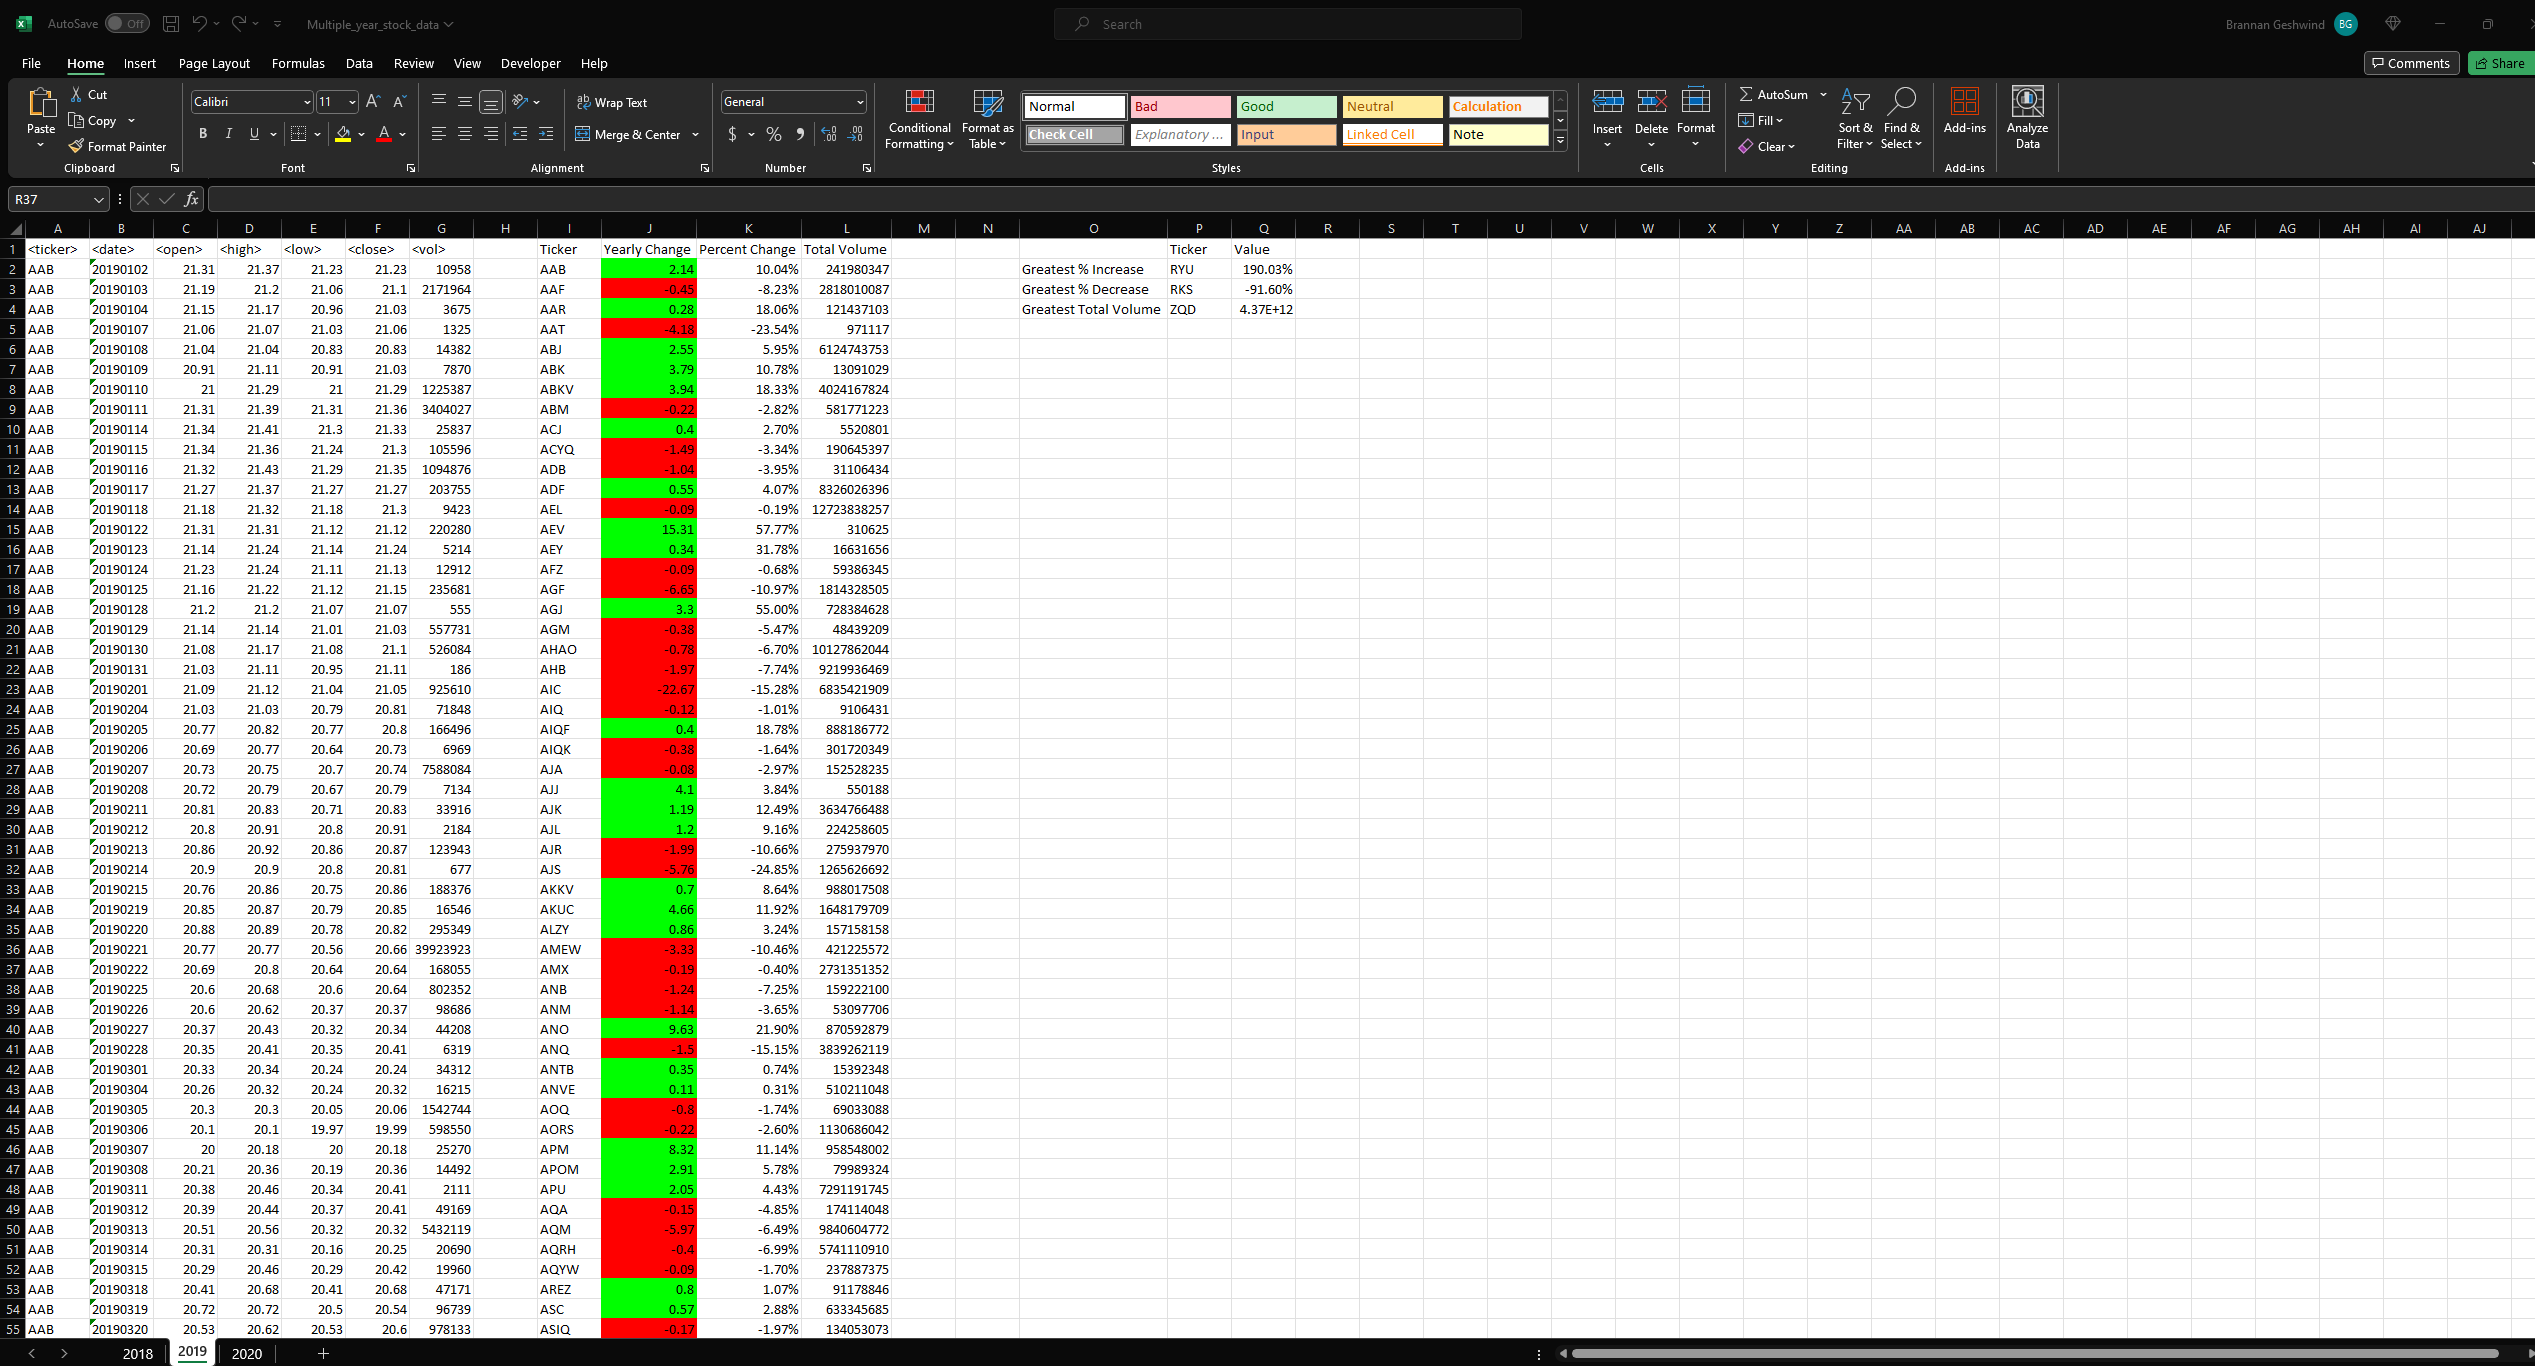 AutoSave Off Multiple_year_stock_data Search Brannan Geshwind BG
File Home Insert Page Layout Formulas Data Review View Developer Help Comments Share
Paste Cut Copy Format Painter Clipboard
Calibri 11 B I U A Font
Wrap Text Merge & Center Alignment
General $ % Number
Conditional Formatting Format as Table
Normal Bad Good Neutral Calculation
Check Cell Explanatory ... Input Linked Cell Note
Styles
Insert Delete Format Cells
AutoSum Fill Clear Sort & Filter Find & Select Editing
Add-ins Add-ins Analyze Data
R37 fx
A B C D E F G H I J K L M N O P Q R S T U V W X Y Z AA AB AC AD AE AF AG AH AI AJ
1 <ticker> <date> <open> <high> <low> <close> <vol> Ticker Yearly Change Percent Change Total Volume Ticker Value
2 AAB 20190102 21.31 21.37 21.23 21.23 10958 AAB 2.14 10.04% 241980347 Greatest % Increase RYU 190.03%
3 AAB 20190103 21.19 21.2 21.06 21.1 2171964 AAF -0.45 -8.23% 2818010087 Greatest % Decrease RKS -91.60%
4 AAB 20190104 21.15 21.17 20.96 21.03 3675 AAR 0.28 18.06% 121437103 Greatest Total Volume ZQD 4.37E+12
5 AAB 20190107 21.06 21.07 21.03 21.06 1325 AAT -4.18 -23.54% 971117
6 AAB 20190108 21.04 21.04 20.83 20.83 14382 ABJ 2.55 5.95% 6124743753
7 AAB 20190109 20.91 21.11 20.91 21.03 7870 ABK 3.79 10.78% 13091029
8 AAB 20190110 21 21.29 21 21.29 1225387 ABKV 3.94 18.33% 4024167824
9 AAB 20190111 21.31 21.39 21.31 21.36 3404027 ABM -0.22 -2.82% 581771223
10 AAB 20190114 21.34 21.41 21.3 21.33 25837 ACJ 0.4 2.70% 5520801
11 AAB 20190115 21.34 21.36 21.24 21.3 105596 ACYQ -1.49 -3.34% 190645397
12 AAB 20190116 21.32 21.43 21.29 21.35 1094876 ADB -1.04 -3.95% 31106434
13 AAB 20190117 21.27 21.37 21.27 21.27 203755 ADF 0.55 4.07% 8326026396
14 AAB 20190118 21.18 21.32 21.18 21.3 9423 AEL -0.09 -0.19% 12723838257
15 AAB 20190122 21.31 21.31 21.12 21.12 220280 AEV 15.31 57.77% 310625
16 AAB 20190123 21.14 21.24 21.14 21.24 5214 AEY 0.34 31.78% 16631656
17 AAB 20190124 21.23 21.24 21.11 21.13 12912 AFZ -0.09 -0.68% 59386345
18 AAB 20190125 21.16 21.22 21.12 21.15 235681 AGF -6.65 -10.97% 1814328505
19 AAB 20190128 21.2 21.2 21.07 21.07 555 AGJ 3.3 55.00% 728384628
20 AAB 20190129 21.14 21.14 21.01 21.03 557731 AGM -0.38 -5.47% 48439209
21 AAB 20190130 21.08 21.17 21.08 21.1 526084 AHAO -0.78 -6.70% 10127862044
22 AAB 20190131 21.03 21.11 20.95 21.11 186 AHB -1.97 -7.74% 9219936469
23 AAB 20190201 21.09 21.12 21.04 21.05 925610 AIC -22.67 -15.28% 6835421909
24 AAB 20190204 21.03 21.03 20.79 20.81 71848 AIQ -0.12 -1.01% 9106431
25 AAB 20190205 20.77 20.82 20.77 20.8 166496 AIQF 0.4 18.78% 888186772
26 AAB 20190206 20.69 20.77 20.64 20.73 6969 AIQK -0.38 -1.64% 301720349
27 AAB 20190207 20.73 20.75 20.7 20.74 7588084 AJA -0.08 -2.97% 152528235
28 AAB 20190208 20.72 20.79 20.67 20.79 7134 AJJ 4.1 3.84% 550188
29 AAB 20190211 20.81 20.83 20.71 20.83 33916 AJK 1.19 12.49% 3634766488
30 AAB 20190212 20.8 20.91 20.8 20.91 2184 AJL 1.2 9.16% 224258605
31 AAB 20190213 20.86 20.92 20.86 20.87 123943 AJR -1.99 -10.66% 275937970
32 AAB 20190214 20.9 20.9 20.8 20.81 677 AJS -5.76 -24.85% 1265626692
33 AAB 20190215 20.76 20.86 20.75 20.86 188376 AKKV 0.7 8.64% 988017508
34 AAB 20190219 20.85 20.87 20.79 20.85 16546 AKUC 4.66 11.92% 1648179709
35 AAB 20190220 20.88 20.89 20.78 20.82 295349 ALZY 0.86 3.24% 157158158
36 AAB 20190221 20.77 20.77 20.56 20.66 39923923 AMEW -3.33 -10.46% 421225572
37 AAB 20190222 20.69 20.8 20.64 20.64 168055 AMX -0.19 -0.40% 2731351352
38 AAB 20190225 20.6 20.68 20.6 20.64 802352 ANB -1.24 -7.25% 159222100
39 AAB 20190226 20.6 20.62 20.37 20.37 98686 ANM -1.14 -3.65% 53097706
40 AAB 20190227 20.37 20.43 20.32 20.34 44208 ANO 9.63 21.90% 870592879
41 AAB 20190228 20.35 20.41 20.35 20.41 6319 ANQ -1.5 -15.15% 3839262119
42 AAB 20190301 20.33 20.34 20.24 20.24 34312 ANTB 0.35 0.74% 15392348
43 AAB 20190304 20.26 20.32 20.24 20.32 16215 ANVE 0.11 0.31% 510211048
44 AAB 20190305 20.3 20.3 20.05 20.06 1542744 AOQ -0.8 -1.74% 69033088
45 AAB 20190306 20.1 20.1 19.97 19.99 598550 AORS -0.22 -2.60% 1130686042
46 AAB 20190307 20 20.18 20 20.18 25270 APM 8.32 11.14% 958548002
47 AAB 20190308 20.21 20.36 20.19 20.36 14492 APOM 2.91 5.78% 79989324
48 AAB 20190311 20.38 20.46 20.34 20.41 2111 APU 2.05 4.43% 7291191745
49 AAB 20190312 20.39 20.44 20.37 20.41 49169 AQA -0.15 -4.85% 174114048
50 AAB 20190313 20.51 20.56 20.32 20.32 5432119 AQM -5.97 -6.49% 9840604772
51 AAB 20190314 20.31 20.31 20.16 20.25 20690 AQRH -0.4 -6.99% 5741110910
52 AAB 20190315 20.29 20.46 20.29 20.42 19960 AQYW -0.09 -1.70% 237887375
53 AAB 20190318 20.41 20.68 20.41 20.68 47171 AREZ 0.8 1.07% 91178846
54 AAB 20190319 20.72 20.72 20.5 20.54 96739 ASC 0.57 2.88% 633345685
55 AAB 20190320 20.53 20.62 20.53 20.6 978133 ASIQ -0.17 -1.97% 134053073
2018 2019 2020